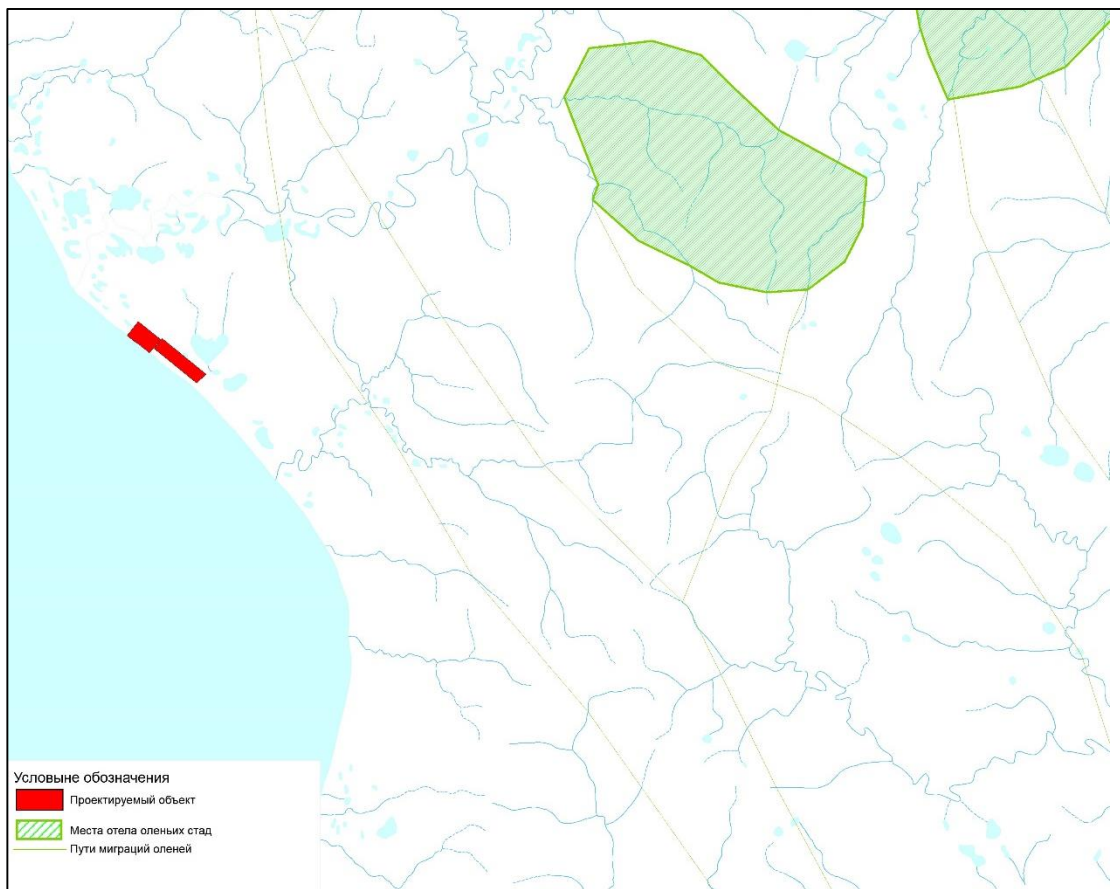 Условыне обозначения
Проектируемый объект
Места отела оленьих стад
Пути миграций оленей